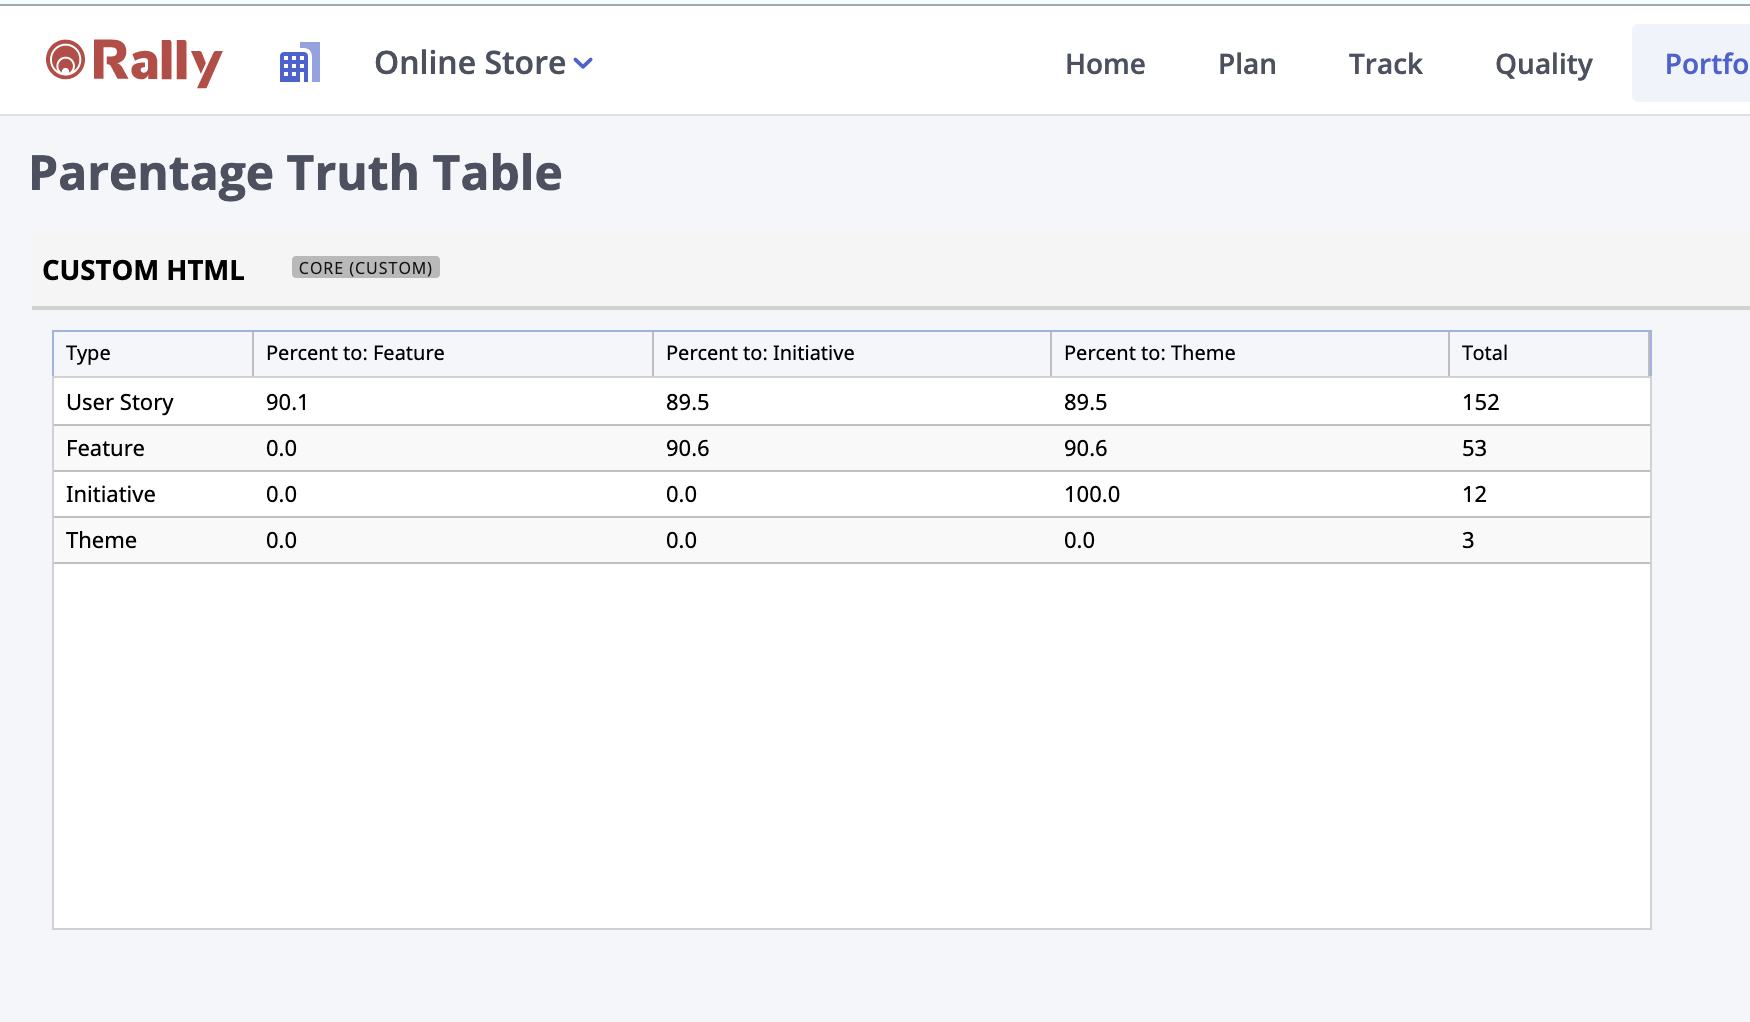 Rally Online Store Home Plan Track Quality Portfo
Parentage Truth Table
CUSTOM HTML CORE (CUSTOM)
Type Percent to: Feature Percent to: Initiative Percent to: Theme Total
User Story 90.1 89.5 89.5 152
Feature 0.0 90.6 90.6 53
Initiative 0.0 0.0 100.0 12
Theme 0.0 0.0 0.0 3